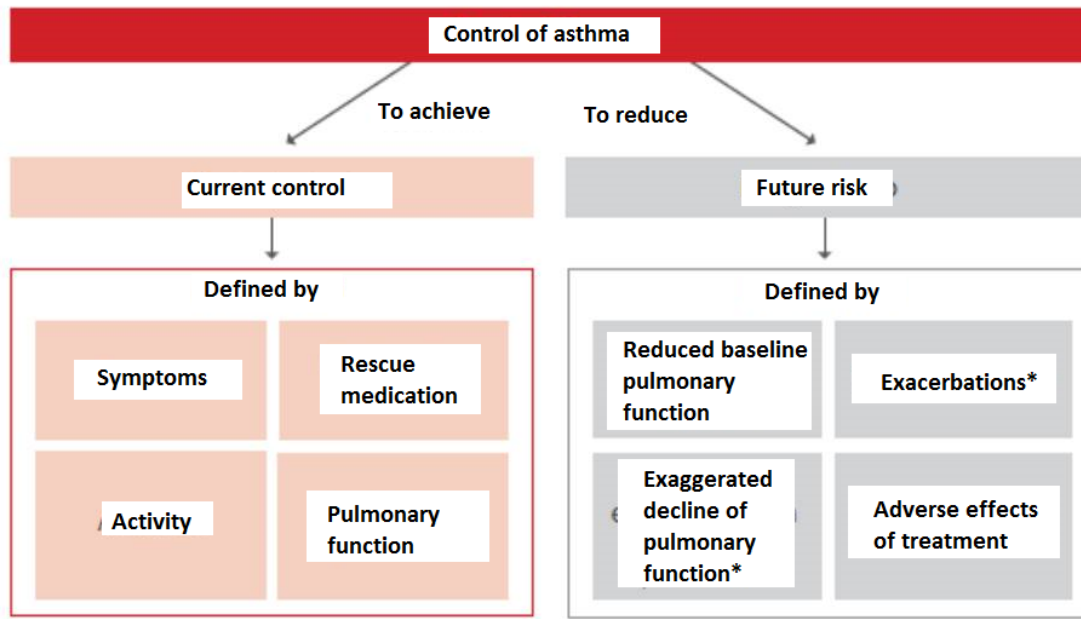 Control of asthma
To achieve
To reduce
Current control
Future risk
Defined by
Symptoms
Rescue
medication
Activity
Pulmonary
function
Defined by
Reduced baseline
pulmonary
function
Exacerbations*
Exaggerated
decline of
pulmonary
function*
Adverse effects
of treatment